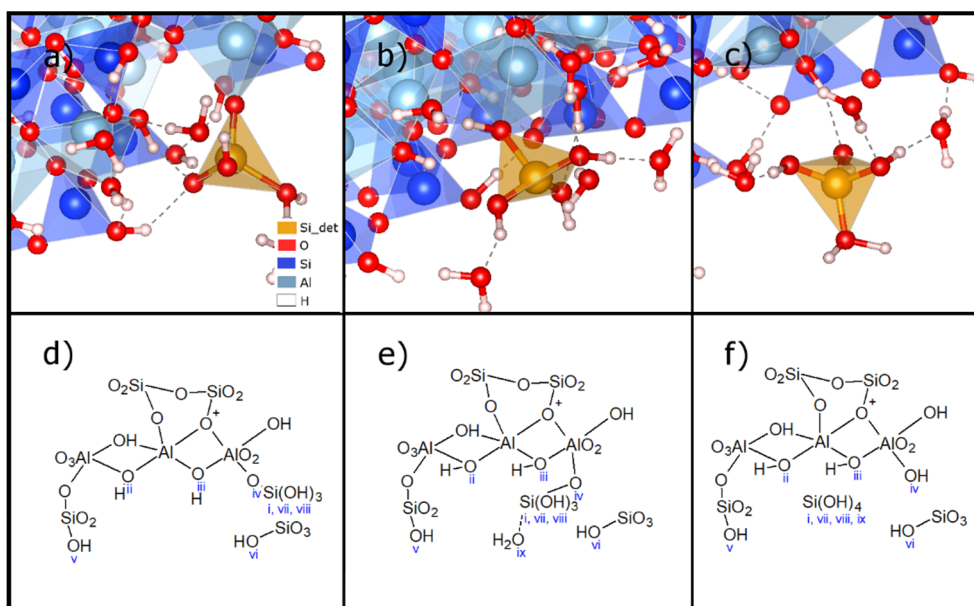 a)
Si_det
O
Si
Al
H
b)
c)
d)
O2Si
O
SiO2
O
O
+
OH
OH
O3Al
Al
AlO2
O
H
ii
O
H
iii
O
iv
Si(OH)3
i, vii, viii
O
SiO2
OH
v
SiO3
HO
vi
e)
O2Si
O
SiO2
O
O
+
OH
OH
O3Al
Al
AlO2
H
O
ii
H
O
iii
O
iv
Si(OH)3
i, vii, viii
H2O
ix
O
SiO2
OH
v
SiO3
HO
vi
f)
O2Si
O
SiO2
O
O
+
OH
OH
O3Al
Al
AlO2
H
O
ii
H
O
iii
OH
iv
Si(OH)4
i, vii, viii, ix
O
SiO2
OH
v
SiO3
HO
vi